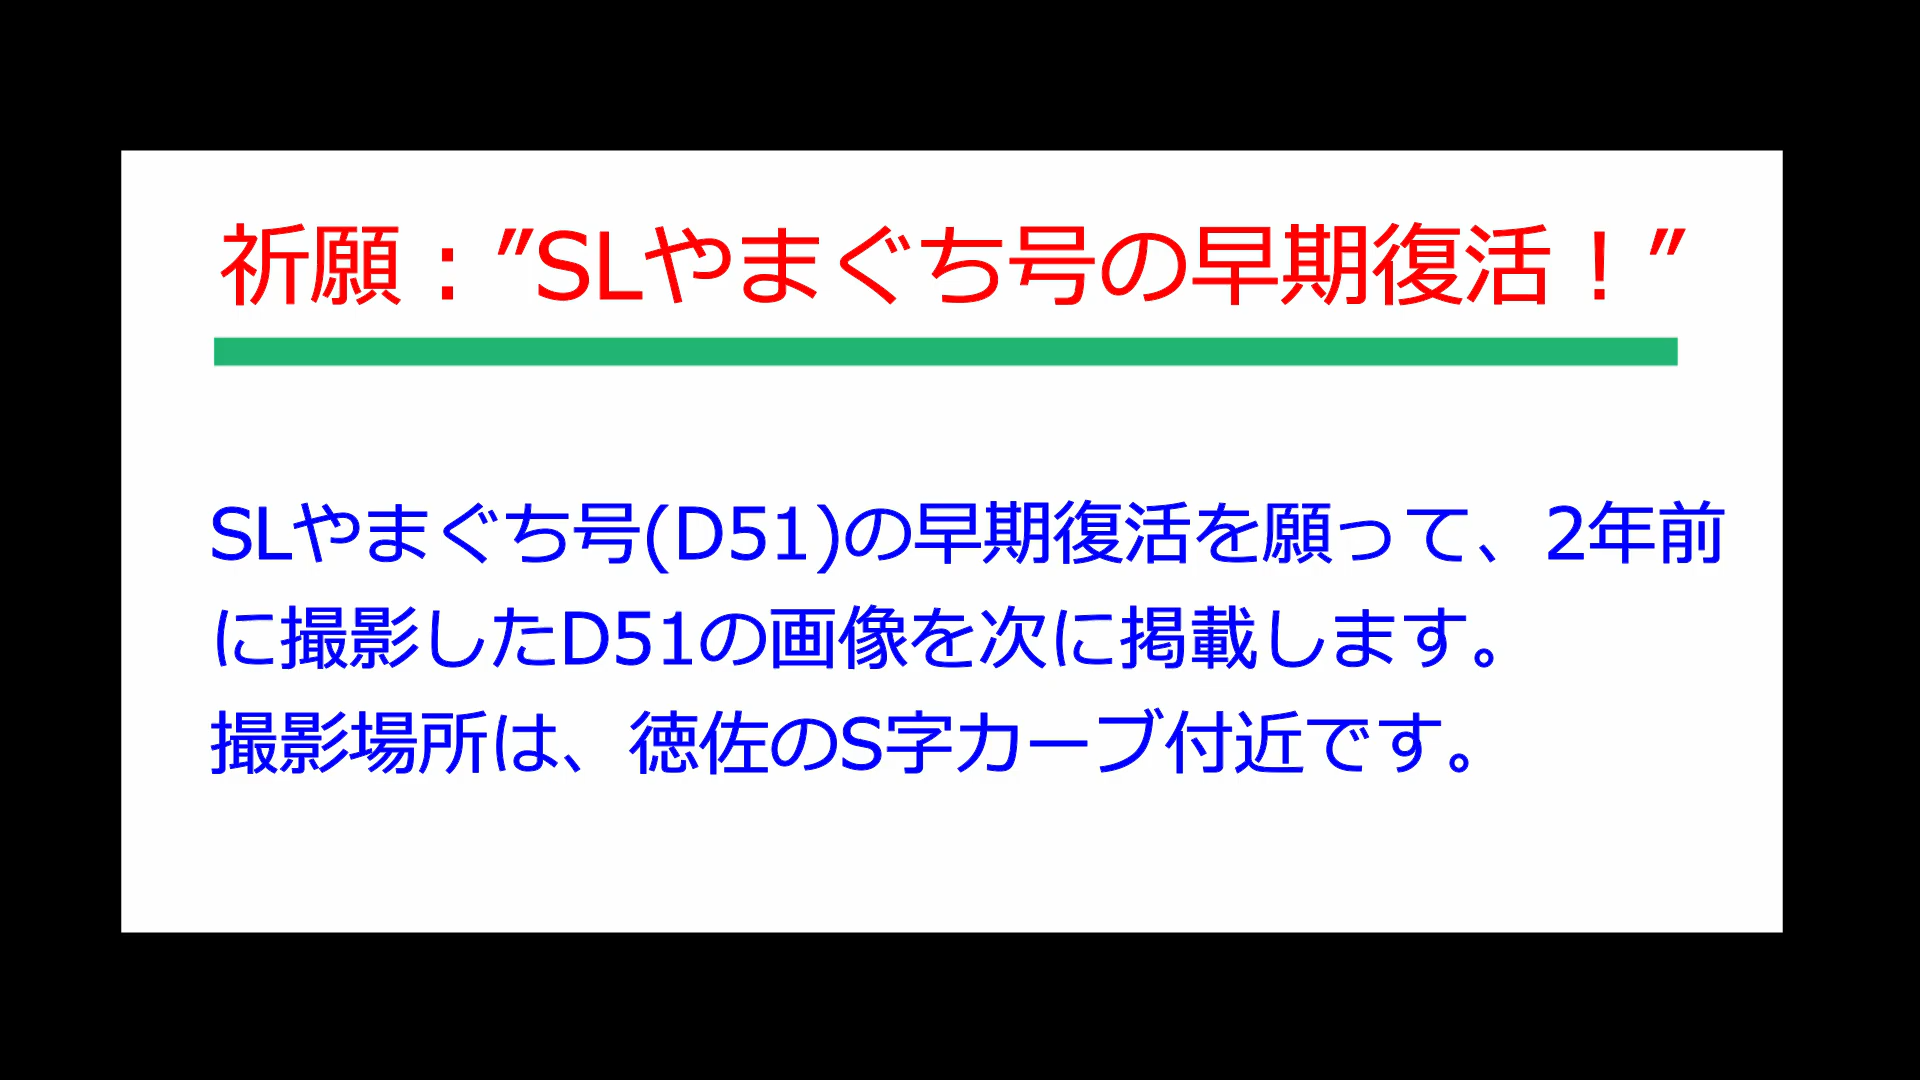 祈願：”SLやまぐち号の早期復活！”
SLやまぐち号(D51)の早期復活を願って、2年前
に撮影したD51の画像を次に掲載します。
撮影場所は、徳佐のS字カーブ付近です。